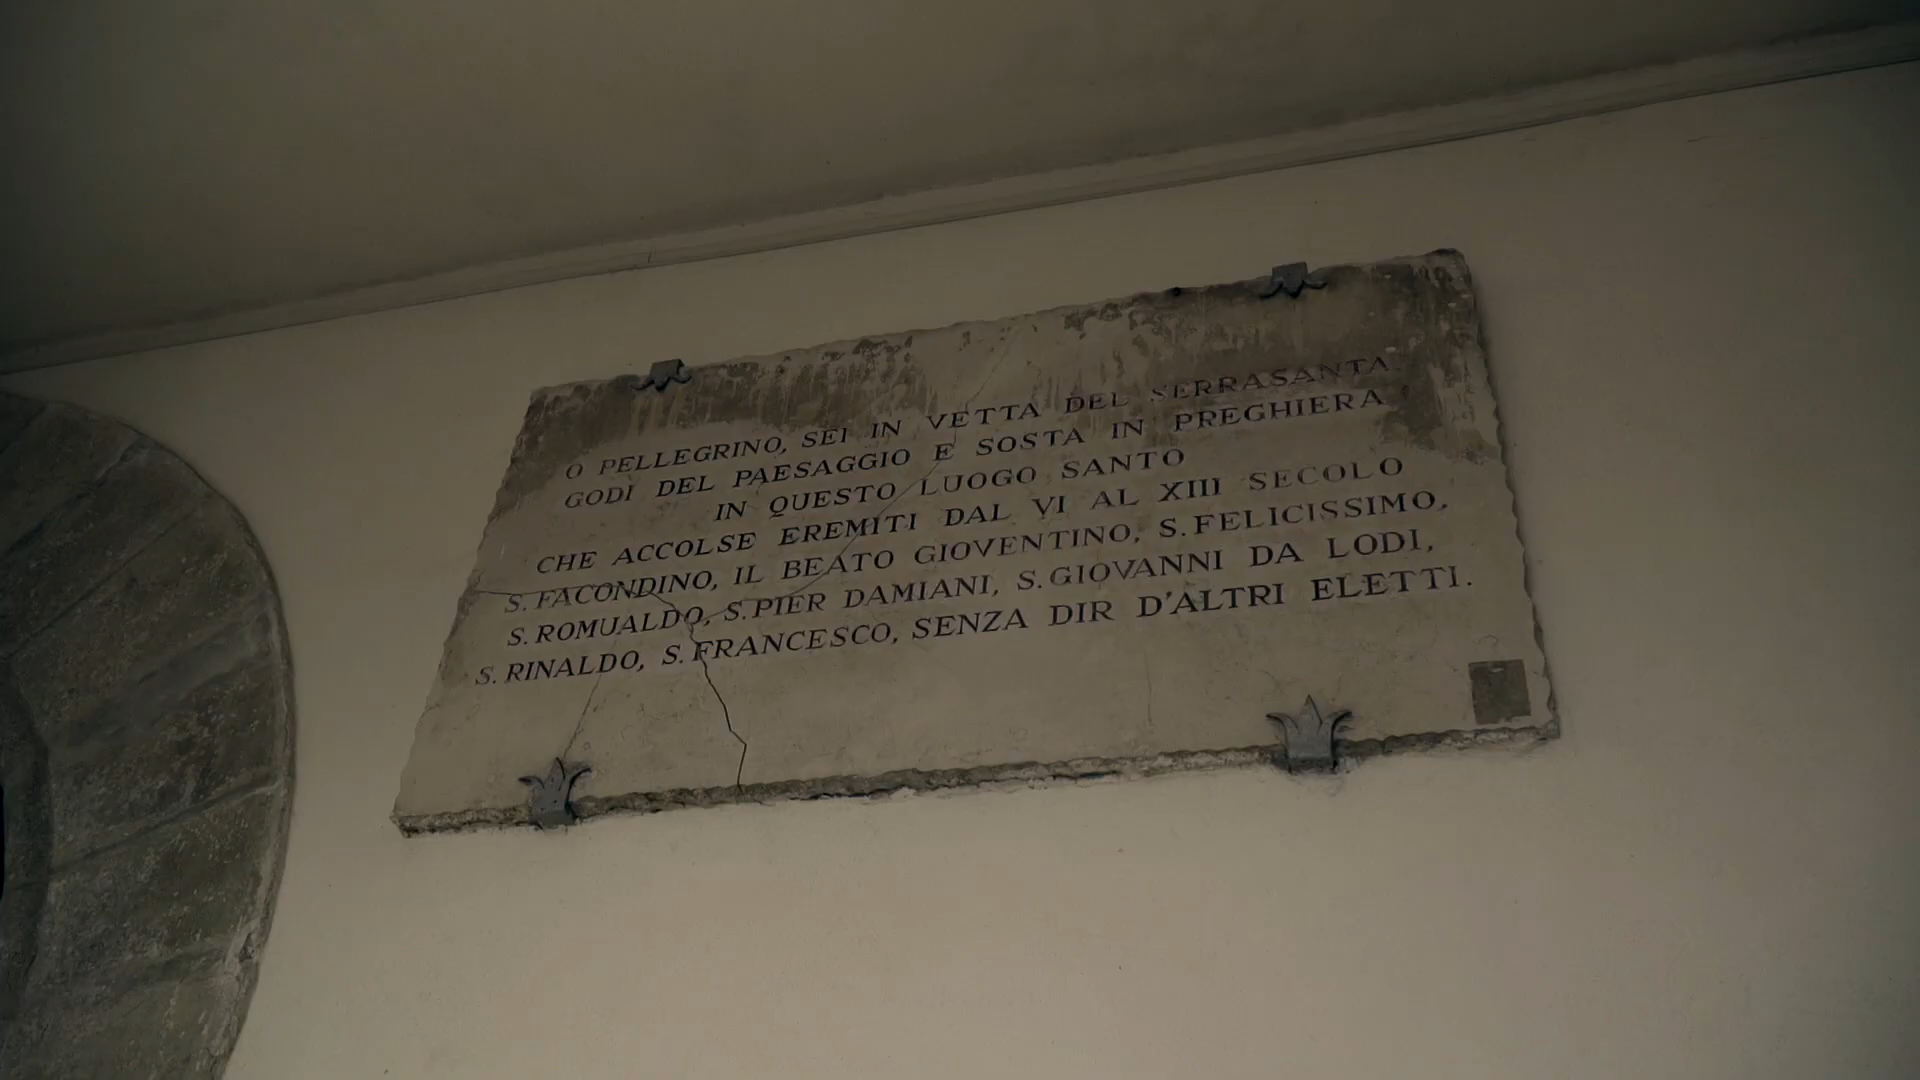 O PELLEGRINO, SEI IN VETTA DEL SERRASANTA.
GODI DEL PAESAGGIO E SOSTA IN PREGHIERA
IN QUESTO LUOGO SANTO
CHE ACCOLSE EREMITI DAL VI AL XIII SECOLO
S. FACONDINO, IL BEATO GIOVENTINO, S. FELICISSIMO,
S. ROMUALDO, S. PIER DAMIANI, S. GIOVANNI DA LODI,
S. RINALDO, S. FRANCESCO, SENZA DIR D'ALTRI ELETTI.